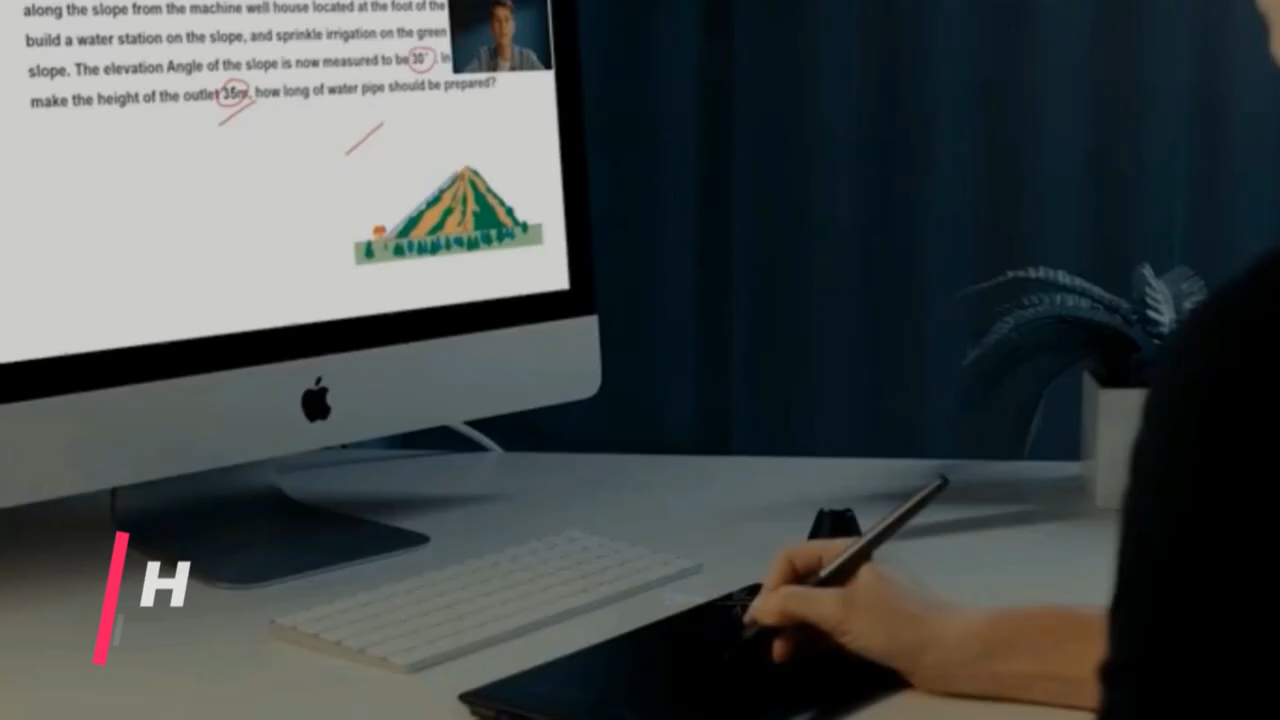 along the slope from the machine well house located at the foot of the
build a water station on the slope, and sprinkle irrigation on the green
slope. The elevation Angle of the slope is now measured to be 30°. In
make the height of the outlet 35m, how long of water pipe should be prepared?
H